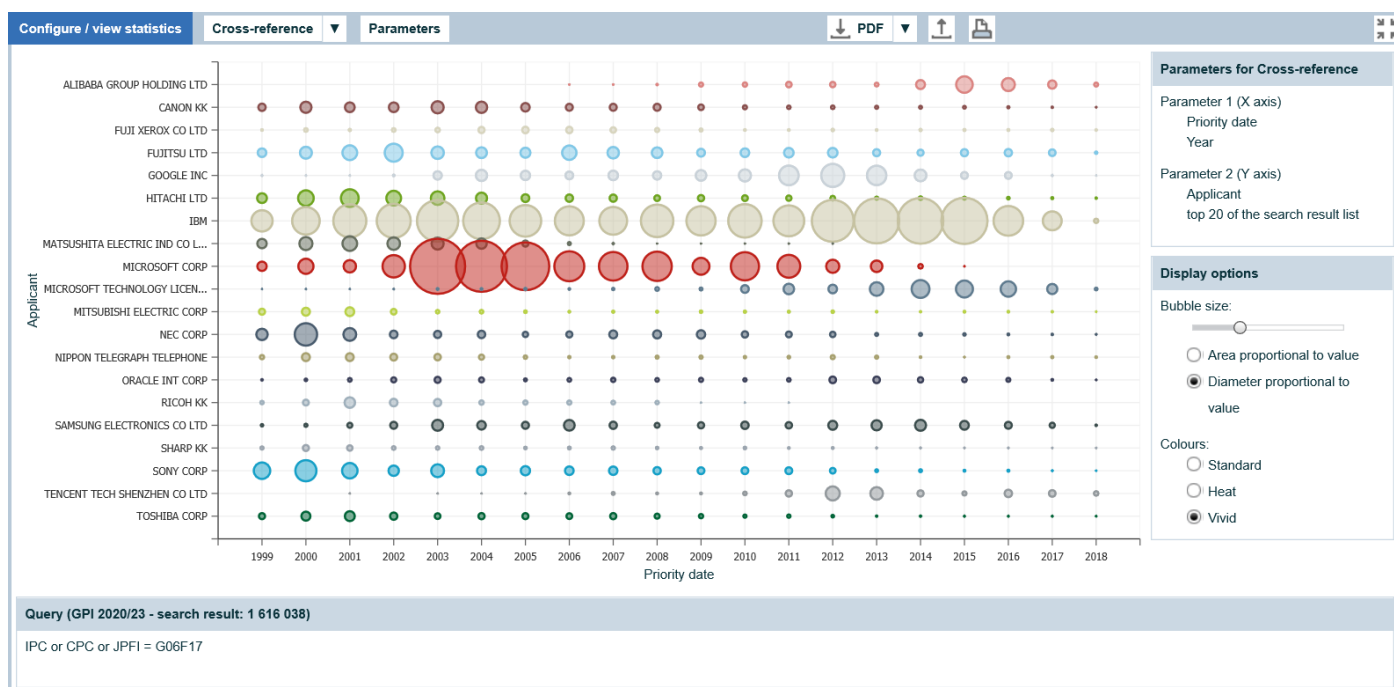 Configure / view statistics Cross-reference ▼ Parameters PDF ▼
ALIBABA GROUP HOLDING LTD
CANON KK
FUJI XEROX CO LTD
FUJITSU LTD
GOOGLE INC
HITACHI LTD
IBM
MATSUSHITA ELECTRIC IND CO L...
MICROSOFT CORP
MICROSOFT TECHNOLOGY LICEN...
MITSUBISHI ELECTRIC CORP
NEC CORP
NIPPON TELEGRAPH TELEPHONE
ORACLE INT CORP
RICOH KK
SAMSUNG ELECTRONICS CO LTD
SHARP KK
SONY CORP
TENCENT TECH SHENZHEN CO LTD
TOSHIBA CORP
Applicant
1999 2000 2001 2002 2003 2004 2005 2006 2007 2008 2009 2010 2011 2012 2013 2014 2015 2016 2017 2018
Priority date
Parameters for Cross-reference
Parameter 1 (X axis)
Priority date
Year
Parameter 2 (Y axis)
Applicant
top 20 of the search result list
Display options
Bubble size:
Area proportional to value
Diameter proportional to
value
Colours:
Standard
Heat
Vivid
Query (GPI 2020/23 - search result: 1 616 038)
IPC or CPC or JPFI = G06F17